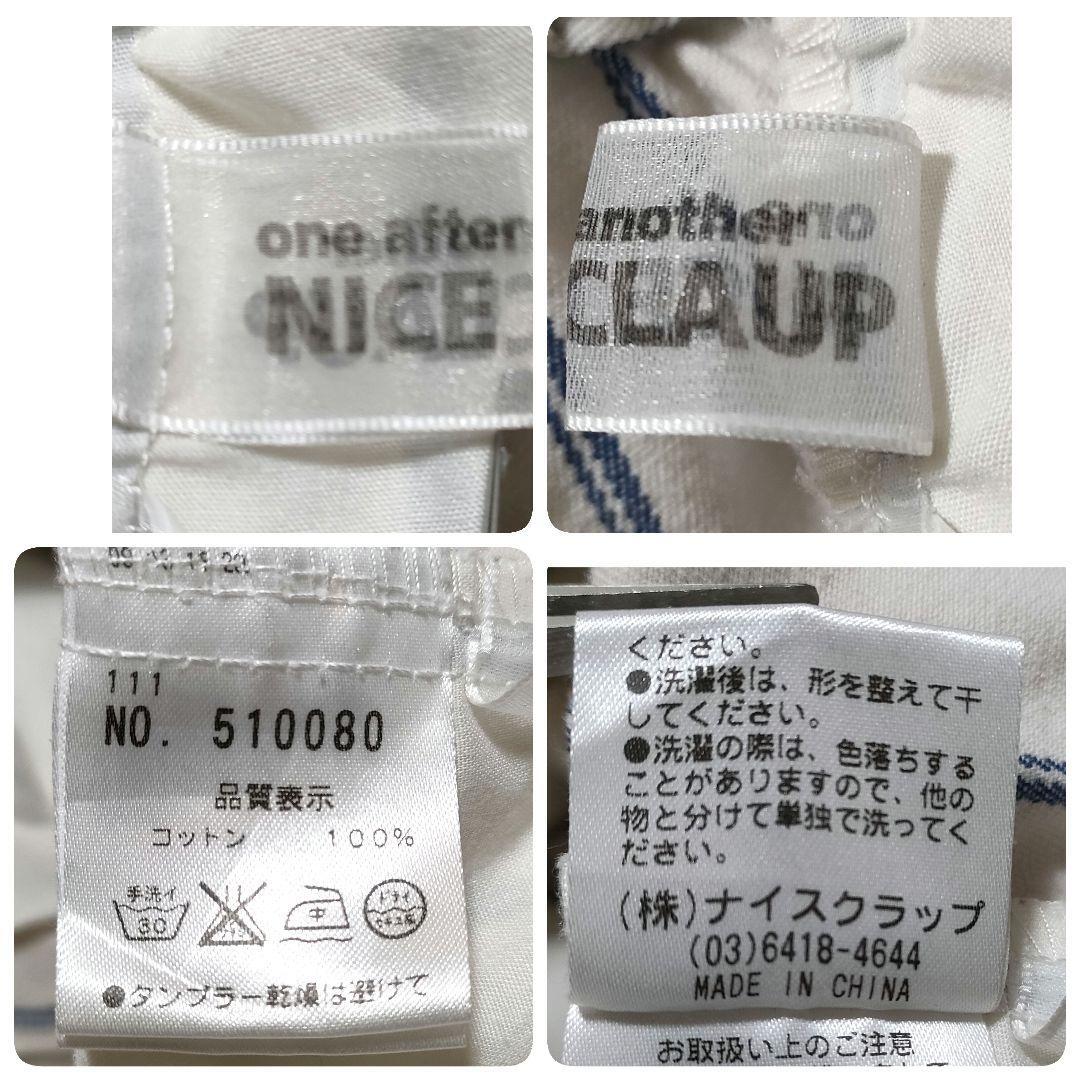 one after
NICE
another
CLAUP
111
NO. 510080
品質表示
コットン 100%
手洗イ
30
中
ドライ
●タンブラー乾燥は避けて
ください。
●洗濯後は、形を整えて干
してください。
●洗濯の際は、色落ちする
ことがありますので、他の
物と分けて単独で洗ってく
ださい。
(株)ナイスクラップ
(03)6418-4644
MADE IN CHINA
お取扱い上のご注意